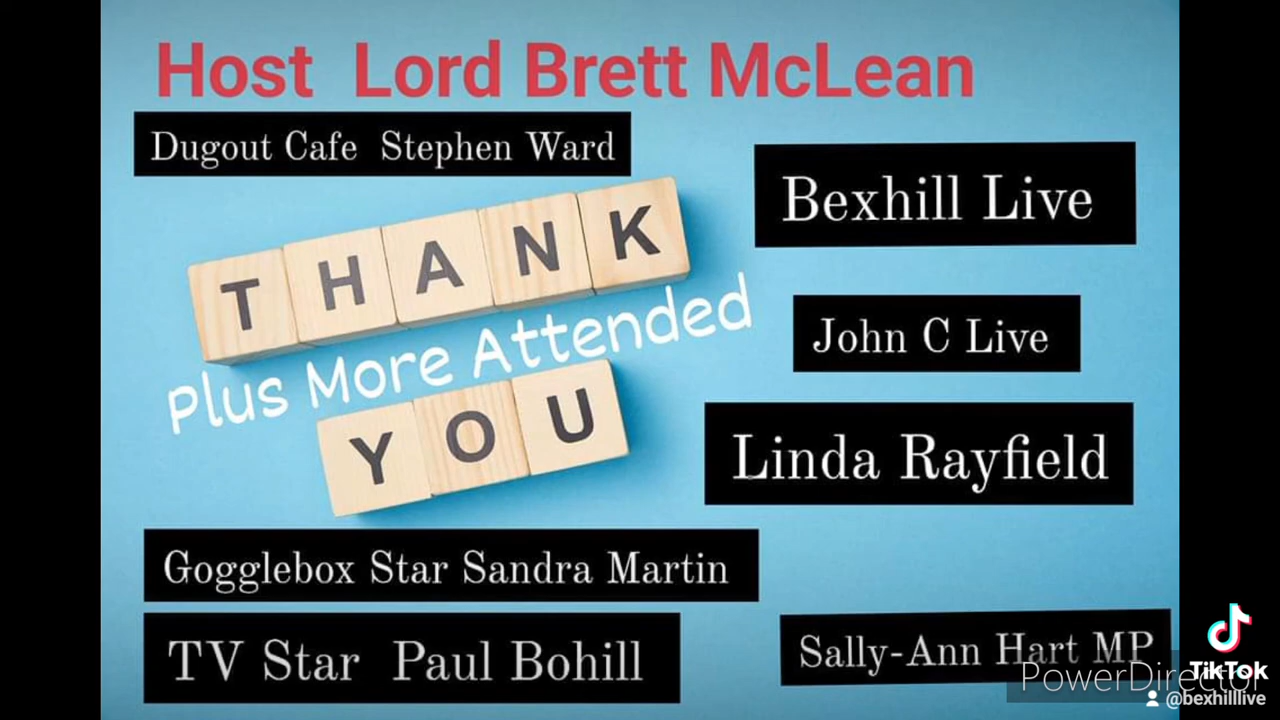 Host Lord Brett McLean
Dugout Cafe Stephen Ward
Bexhill Live
THANK
Plus More Attended
YOU
John C Live
Linda Rayfield
Gogglebox Star Sandra Martin
TV Star Paul Bohill
Sally-Ann Hart MP
PowerDirector
TikTok
@bexhilllive